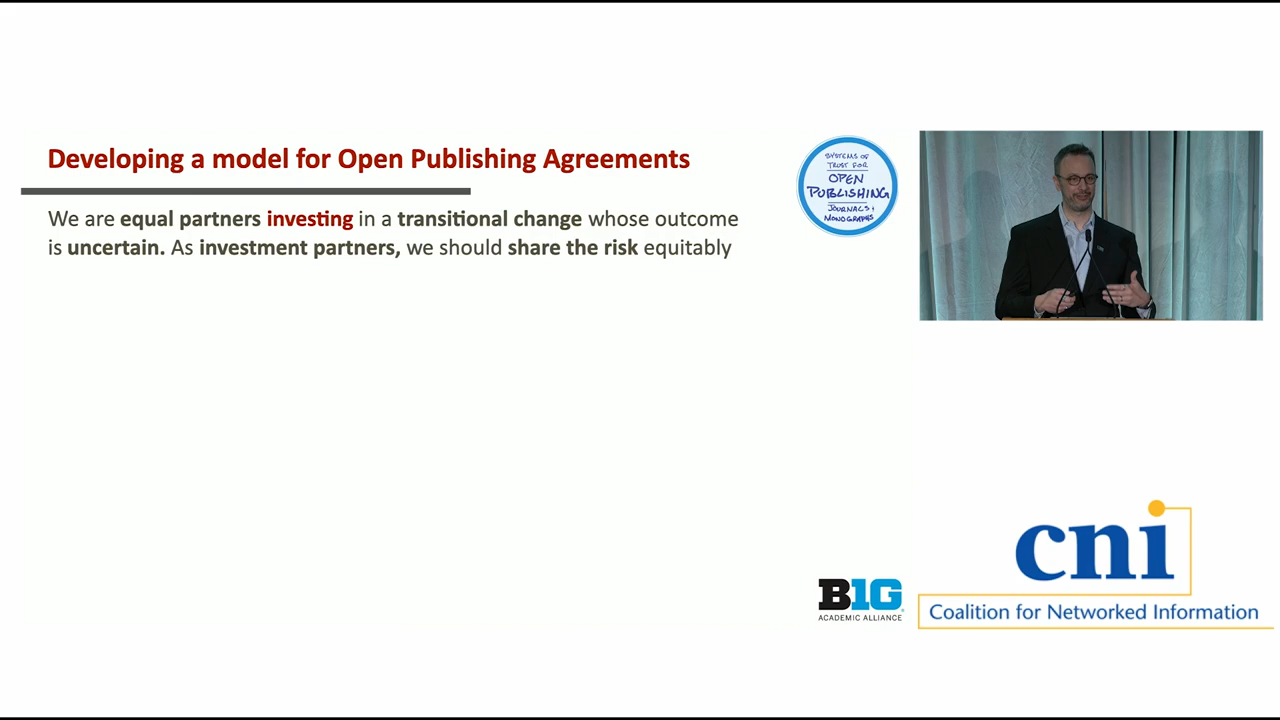 Developing a model for Open Publishing Agreements
We are equal partners investing in a transitional change whose outcome
is uncertain. As investment partners, we should share the risk equitably
SYSTEMS OF
TRUST FOR
OPEN
PUBLISHING
JOURNALS +
MONOGRAPHS
B1G
ACADEMIC ALLIANCE
cni
Coalition for Networked Information